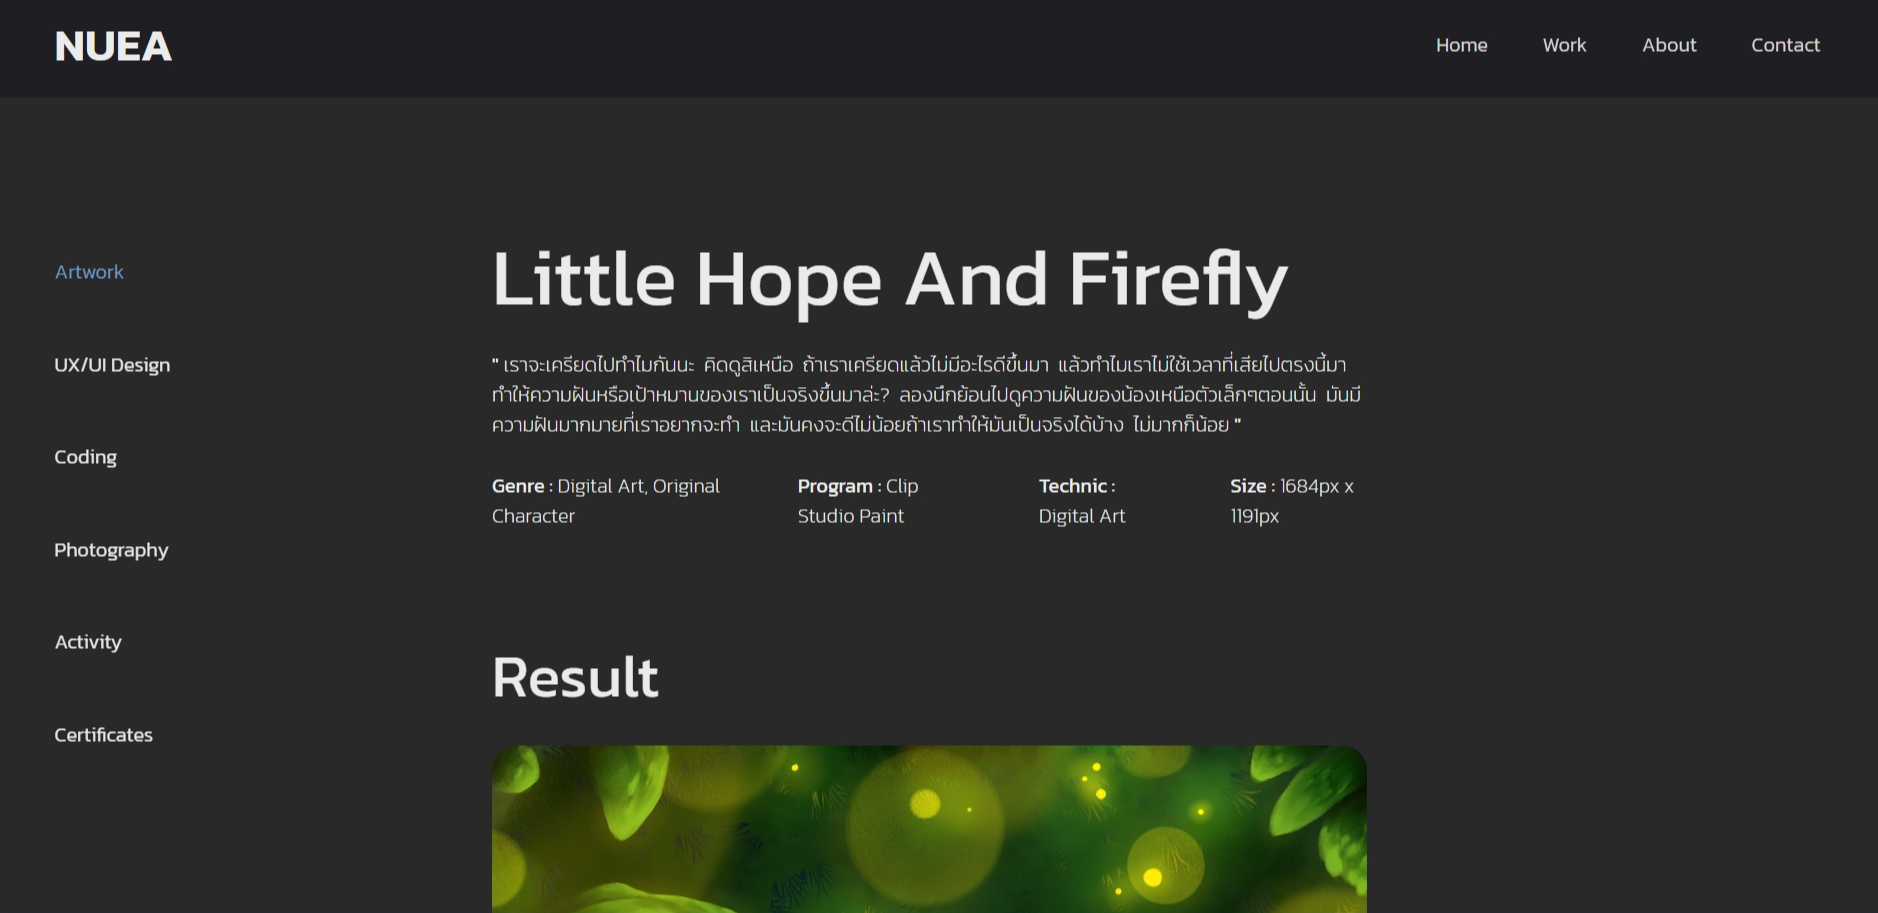 NUEA
Home
Work
About
Contact
Artwork
UX/UI Design
Coding
Photography
Activity
Certificates
Little Hope And Firefly
" เราจะเครียดไปทำไมกันนะ คิดดูสิเหนือ ถ้าเราเครียดแล้วไม่มีอะไรดีขึ้นมา แล้วทำไมเราไม่ใช้เวลาที่เสียไปตรงนี้มา
ทำให้ความฝันหรือเป้าหมานของเราเป็นจริงขึ้นมาล่ะ? ลองนึกย้อนไปดูความฝันของน้องเหนือตัวเล็กๆตอนนั้น มันมี
ความฝันมากมายที่เราอยากจะทำ และมันคงจะดีไม่น้อยถ้าเราทำให้มันเป็นจริงได้บ้าง ไม่มากก็น้อย "
Genre : Digital Art, Original
Character
Program : Clip
Studio Paint
Technic :
Digital Art
Size : 1684px x
1191px
Result